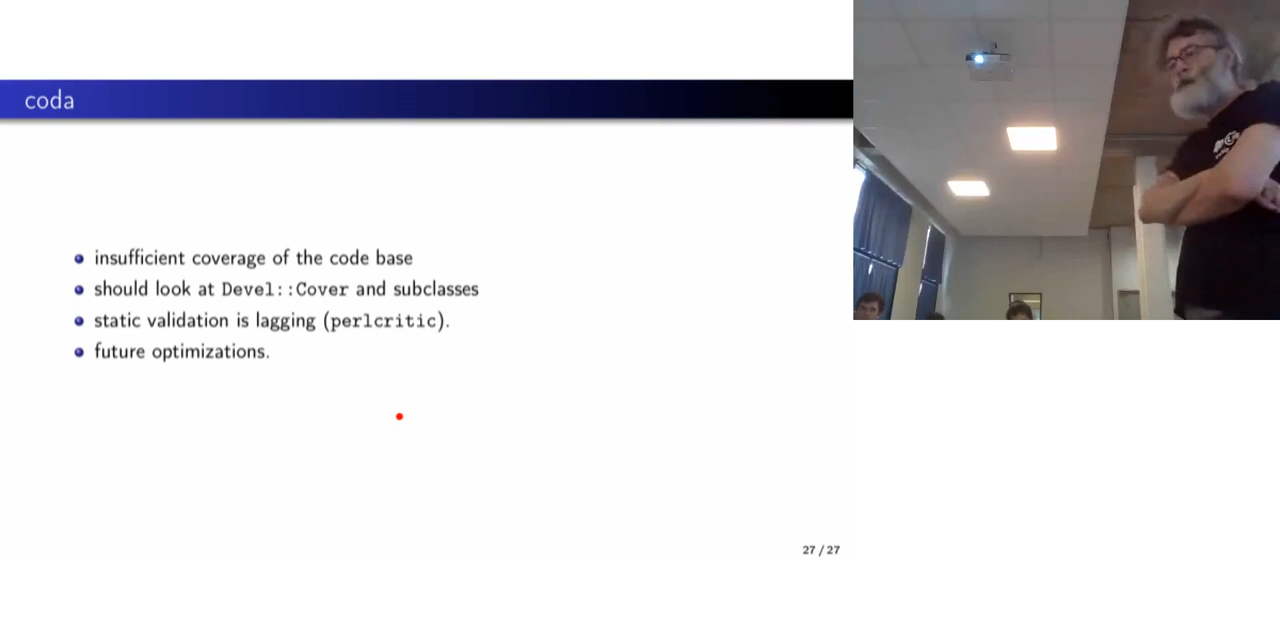 coda
insufficient coverage of the code base
should look at Devel::Cover and subclasses
static validation is lagging (perlcritic).
future optimizations.
27 / 27